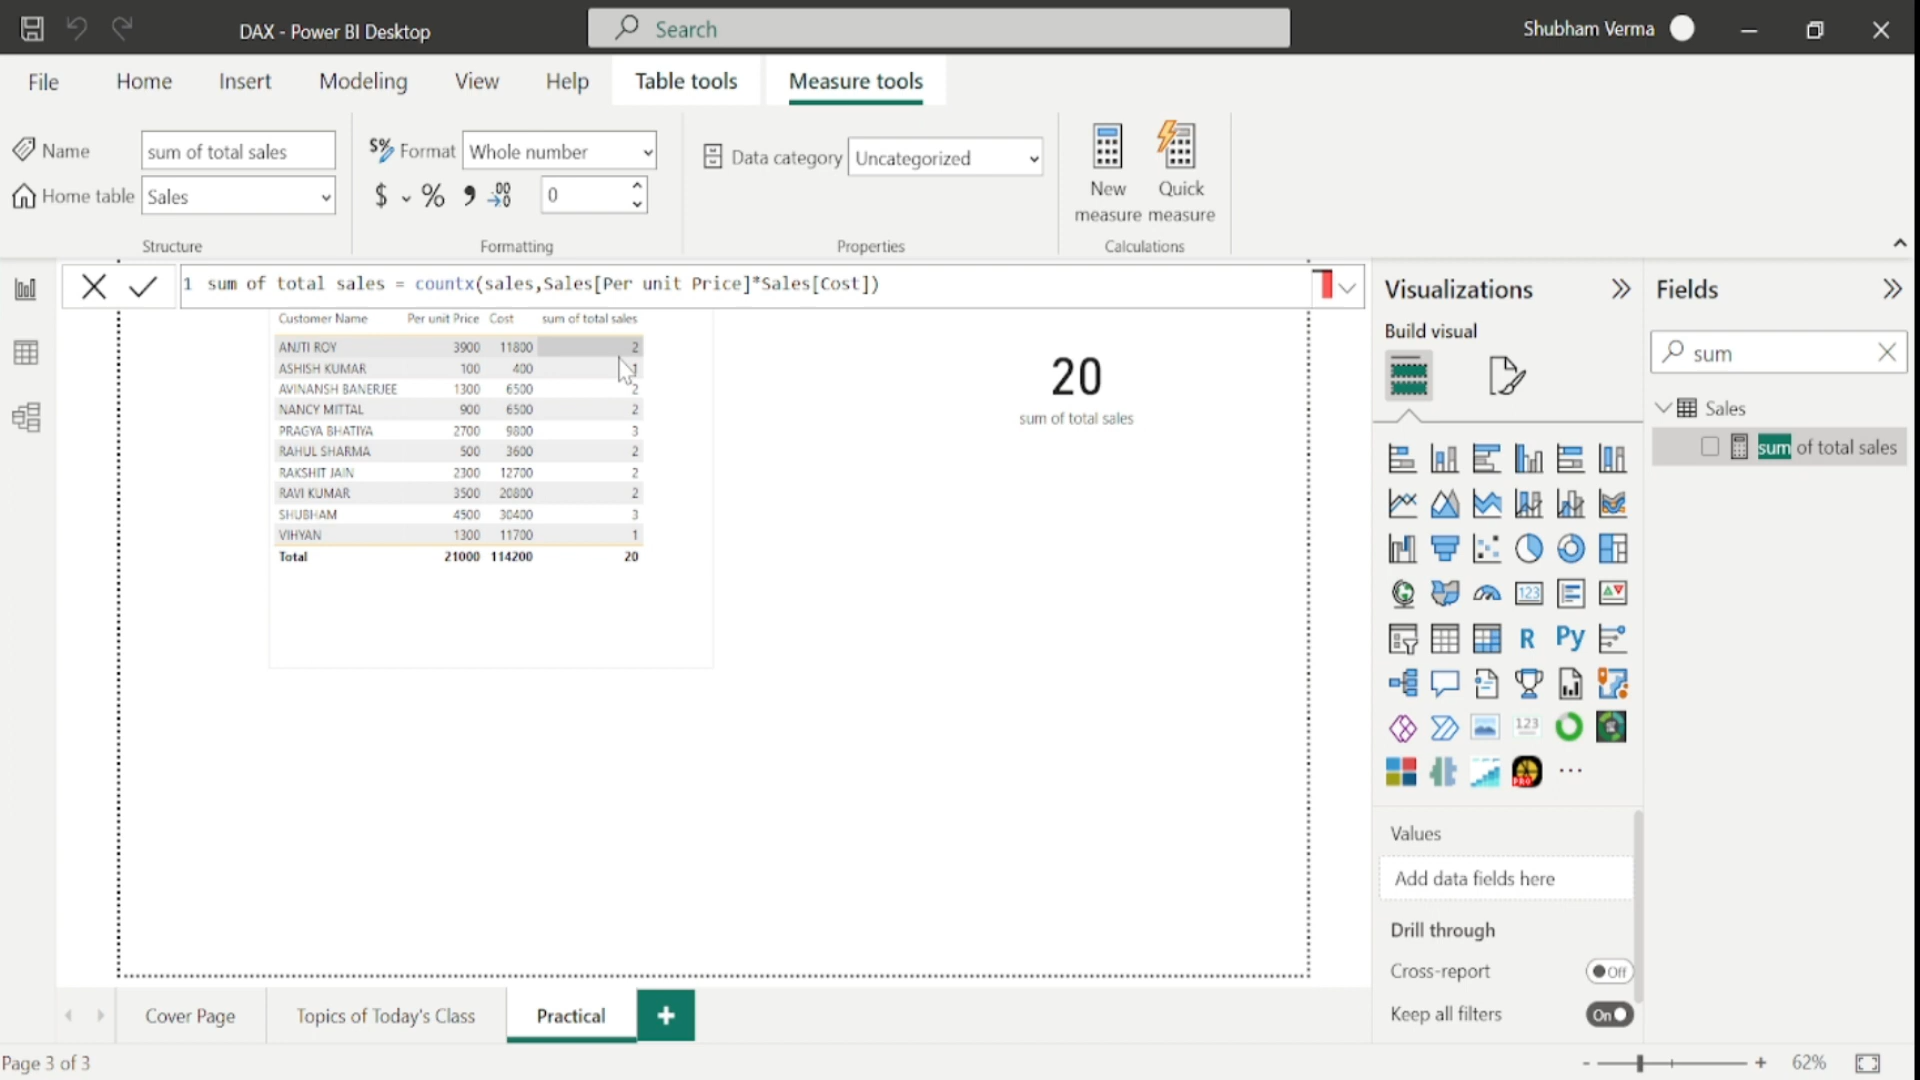 DAX - Power BI Desktop
Search
Shubham Verma
File Home Insert Modeling View Help Table tools Measure tools
Name sum of total sales
Home table Sales
Structure
$% Format Whole number
$ % 9 .00 0
Formatting
Data category Uncategorized
Properties
New measure
Quick measure
Calculations
1 sum of total sales = countx(sales,Sales[Per unit Price]*Sales[Cost])
Customer Name Per unit Price Cost sum of total sales
ANJTI ROY 3900 11800 2
ASHISH KUMAR 100 400 1
AVINANSH BANERJEE 1300 6500 2
NANCY MITTAL 900 6500 2
PRAGYA BHATIYA 2700 9800 3
RAHUL SHARMA 500 3600 2
RAKSHIT JAIN 2300 12700 2
RAVI KUMAR 3500 20800 2
SHUBHAM 4500 30400 3
VIHYAN 1300 11700 1
Total 21000 114200 20
20
sum of total sales
Visualizations
Build visual
123
R Py
123
PRO
Values
Add data fields here
Drill through
Cross-report Off
Keep all filters On
Fields
sum
Sales
sum of total sales
Cover Page Topics of Today's Class Practical
Page 3 of 3
62%